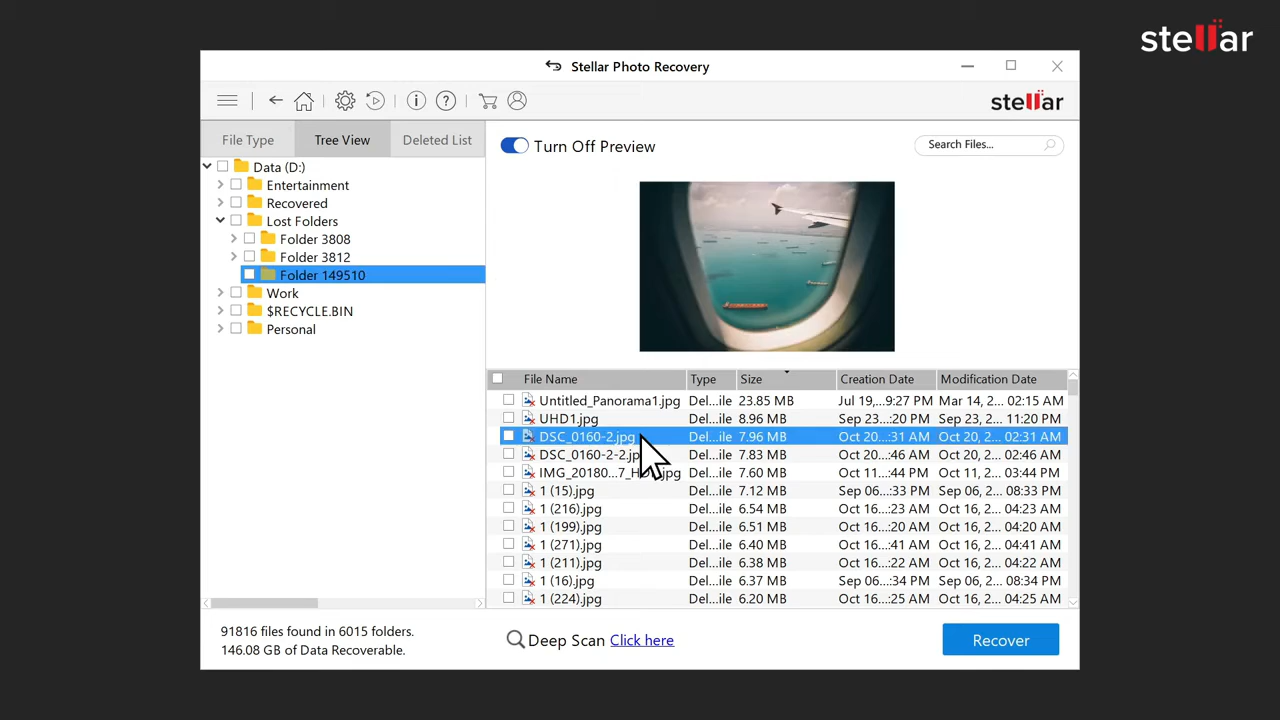 stellar
Stellar Photo Recovery
stellar
File Type Tree View Deleted List
Turn Off Preview
Search Files...
Data (D:)
Entertainment
Recovered
Lost Folders
Folder 3808
Folder 3812
Folder 149510
Work
$RECYCLE.BIN
Personal
File Name Type Size Creation Date Modification Date
Untitled_Panorama1.jpg Del...ile 23.85 MB Jul 19,...9:27 PM Mar 14, 2... 02:15 AM
UHD1.jpg Del...ile 8.96 MB Sep 23...:20 PM Sep 23, 2... 11:20 PM
DSC_0160-2.jpg Del...ile 7.96 MB Oct 20...:31 AM Oct 20, 2... 02:31 AM
DSC_0160-2-2.jp Del...ile 7.83 MB Oct 20...:46 AM Oct 20, 2... 02:46 AM
IMG_20180...7_H .jpg Del...ile 7.60 MB Oct 11...:44 PM Oct 11, 2... 03:44 PM
1 (15).jpg Del...ile 7.12 MB Sep 06...:33 PM Sep 06, 2... 08:33 PM
1 (216).jpg Del...ile 6.54 MB Oct 16...:23 AM Oct 16, 2... 04:23 AM
1 (199).jpg Del...ile 6.51 MB Oct 16...:20 AM Oct 16, 2... 04:20 AM
1 (271).jpg Del...ile 6.40 MB Oct 16...:41 AM Oct 16, 2... 04:41 AM
1 (211).jpg Del...ile 6.38 MB Oct 16...:22 AM Oct 16, 2... 04:22 AM
1 (16).jpg Del...ile 6.37 MB Sep 06...:34 PM Sep 06, 2... 08:34 PM
1 (224).jpg Del...ile 6.20 MB Oct 16...:25 AM Oct 16, 2... 04:25 AM
91816 files found in 6015 folders.
146.08 GB of Data Recoverable.
Deep Scan Click here
Recover